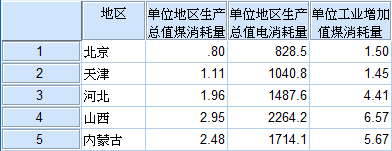 地区 单位地区生产总值煤消耗量 单位地区生产总值电消耗量 单位工业增加值煤消耗量
1 北京 .80 828.5 1.50
2 天津 1.11 1040.8 1.45
3 河北 1.96 1487.6 4.41
4 山西 2.95 2264.2 6.57
5 内蒙古 2.48 1714.1 5.67